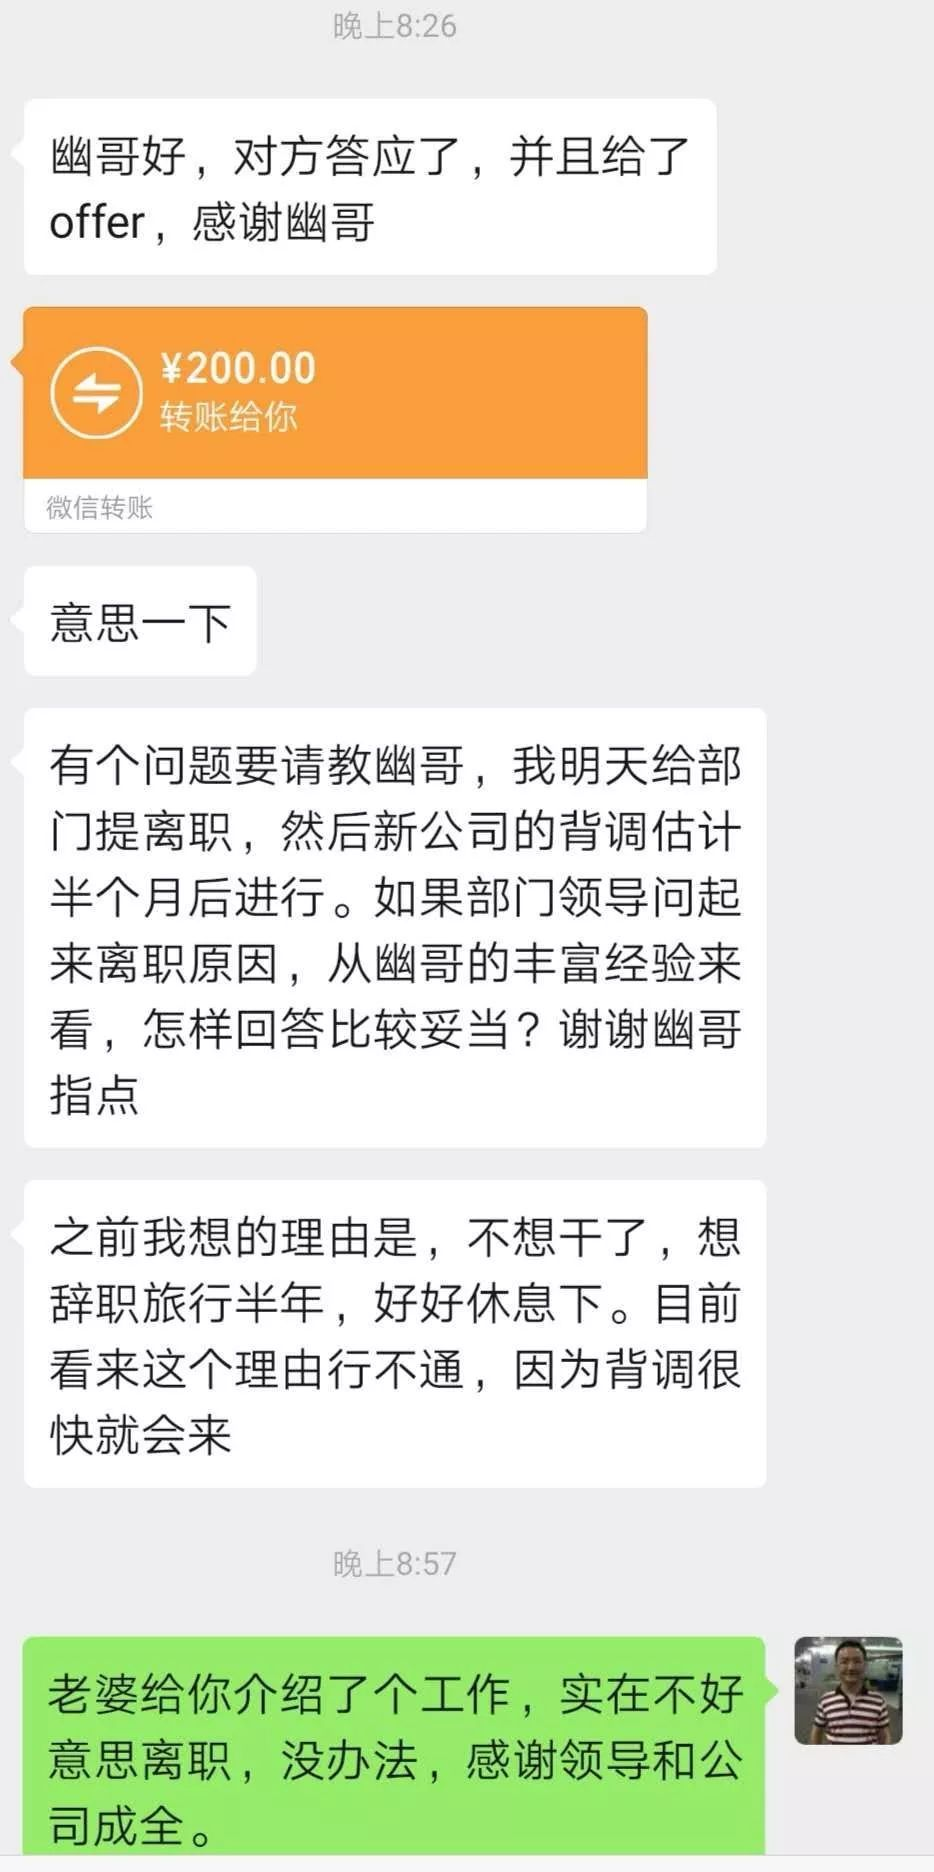 晚上8:26
幽哥好，对方答应了，并且给了
offer，感谢幽哥
¥200.00
转账给你
微信转账
意思一下
有个问题要请教幽哥，我明天给部
门提离职，然后新公司的背调估计
半个月后进行。如果部门领导问起
来离职原因，从幽哥的丰富经验来
看，怎样回答比较妥当？谢谢幽哥
指点
之前我想的理由是，不想干了，想
辞职旅行半年，好好休息下。目前
看来这个理由行不通，因为背调很
快就会来
晚上8:57
老婆给你介绍了个工作，实在不好
意思离职，没办法，感谢领导和公
司成全。